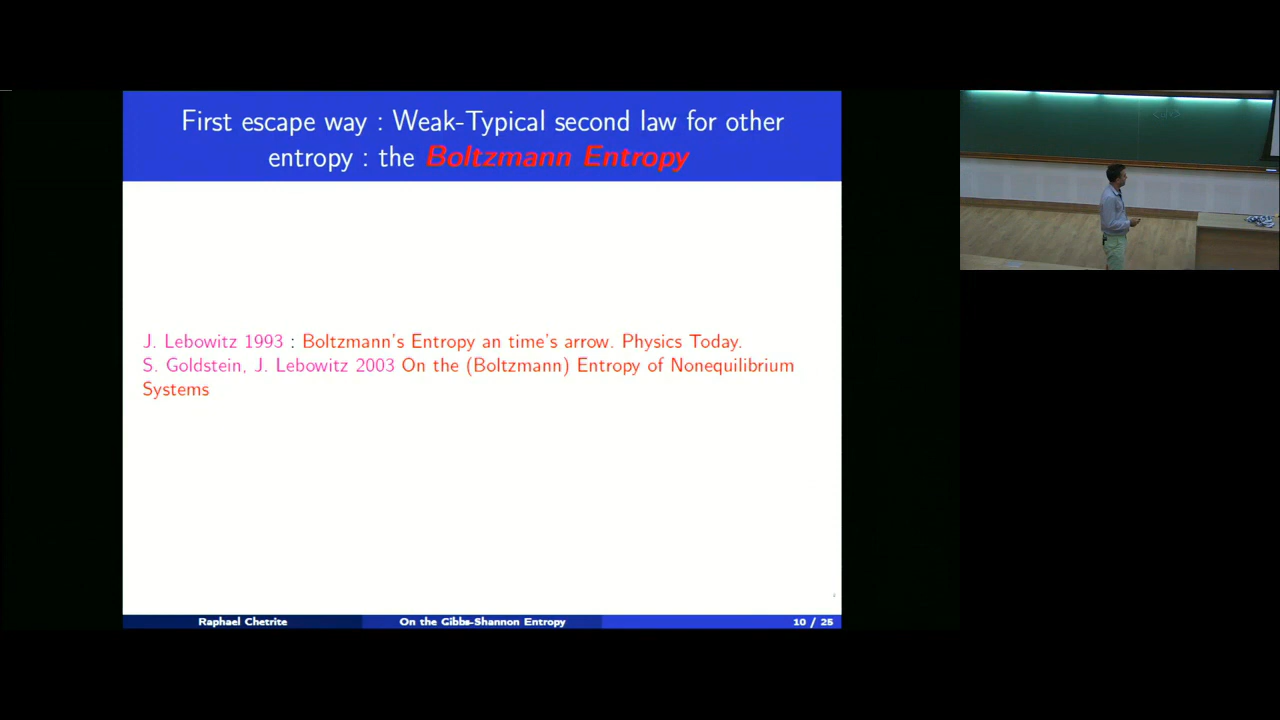 First escape way : Weak-Typical second law for other
entropy : the Boltzmann Entropy
J. Lebowitz 1993 : Boltzmann's Entropy an time's arrow. Physics Today.
S. Goldstein, J. Lebowitz 2003 On the (Boltzmann) Entropy of Nonequilibrium
Systems
Raphael Chetrite
On the Gibbs-Shannon Entropy
10 / 25